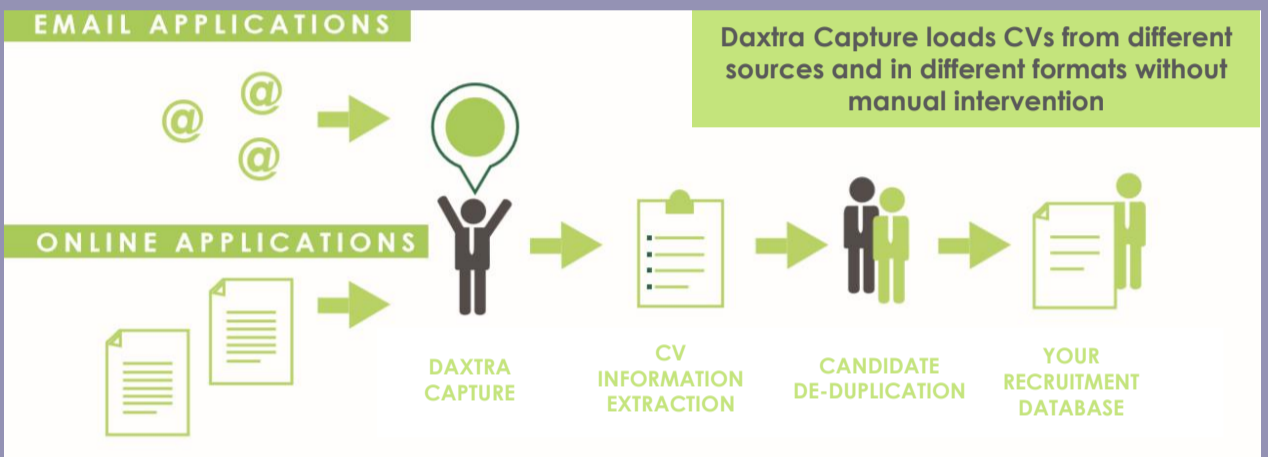 EMAIL APPLICATIONS
Daxtra Capture loads CVs from different
sources and in different formats without
manual intervention
@
@
@
ONLINE APPLICATIONS
DAXTRA
CAPTURE
CV
INFORMATION
EXTRACTION
CANDIDATE
DE-DUPLICATION
YOUR
RECRUITMENT
DATABASE